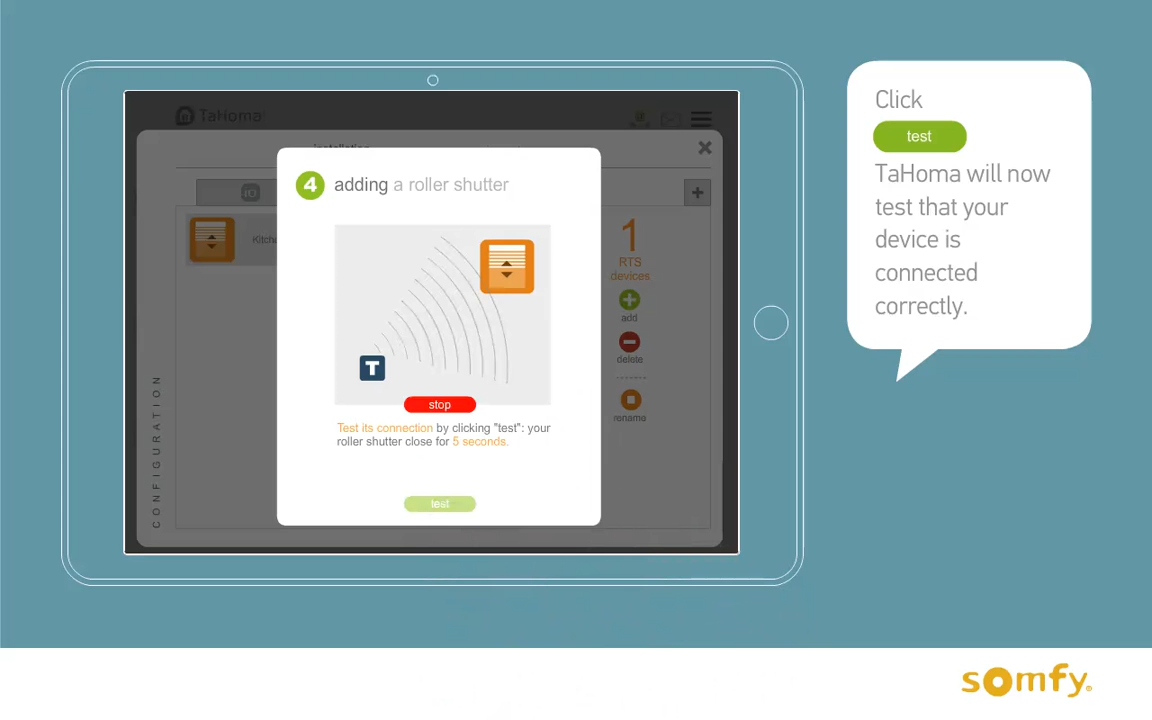 TaHoma
installation
4 adding a roller shutter
Kitch
T
stop
Test its connection by clicking "test": your
roller shutter close for 5 seconds.
test
1
RTS
devices
add
delete
rename
CONFIGURATION
Click
test
TaHoma will now
test that your
device is
connected
correctly.
somfy®